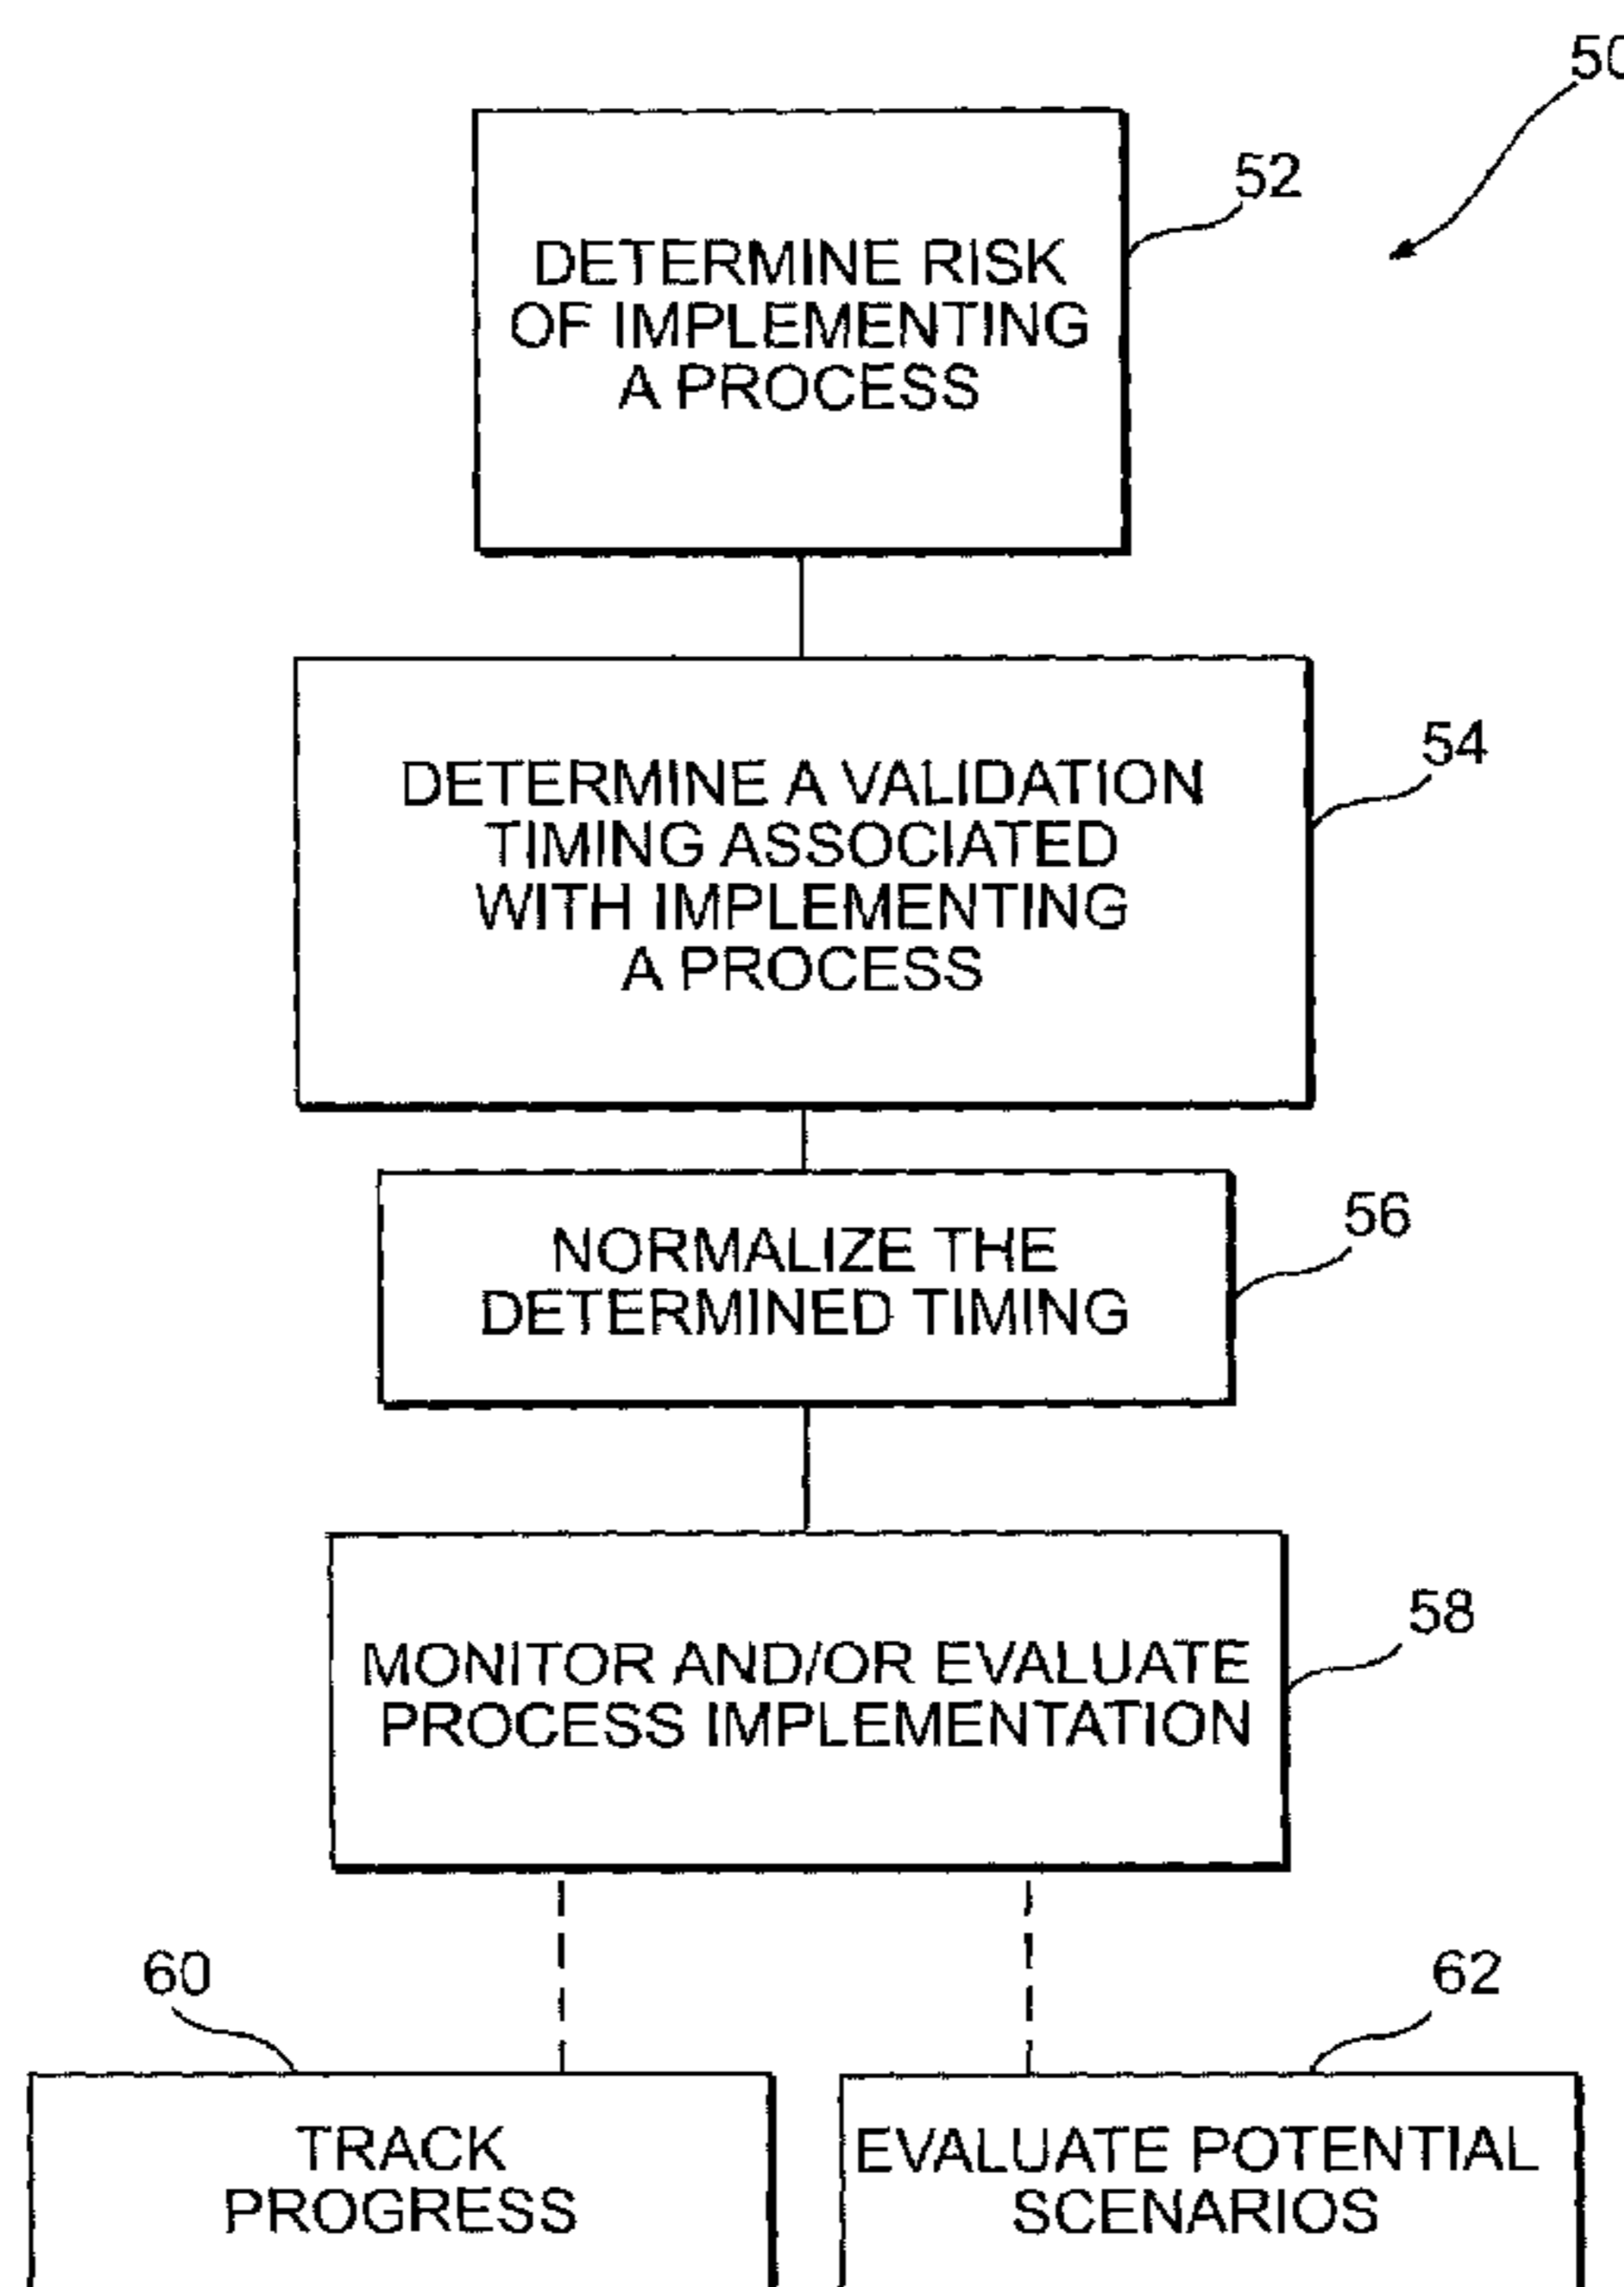 50
52
DETERMINE RISK
OF IMPLEMENTING
A PROCESS
54
DETERMINE A VALIDATION
TIMING ASSOCIATED
WITH IMPLEMENTING
A PROCESS
56
NORMALIZE THE
DETERMINED TIMING
58
MONITOR AND/OR EVALUATE
PROCESS IMPLEMENTATION
60
62
TRACK
PROGRESS
EVALUATE POTENTIAL
SCENARIOS